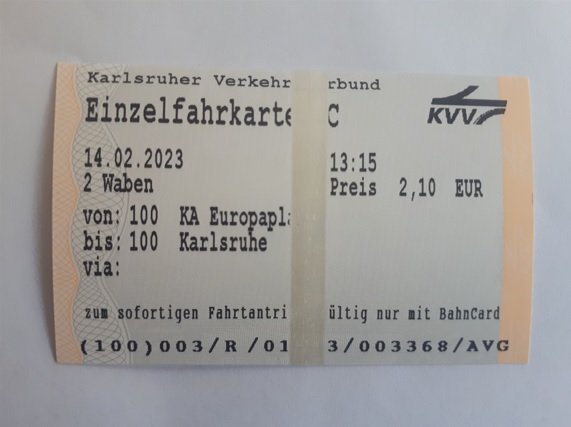 Karlsruher Verkehr rbund
Einzelfahrkarte C
KVV
14.02.2023 13:15
2 Waben Preis 2,10 EUR
von: 100 KA Europapl
bis: 100 Karlsruhe
via:
zum sofortigen Fahrtantri ültig nur mit BahnCard
(100)003/R /01 3/003368/AVG